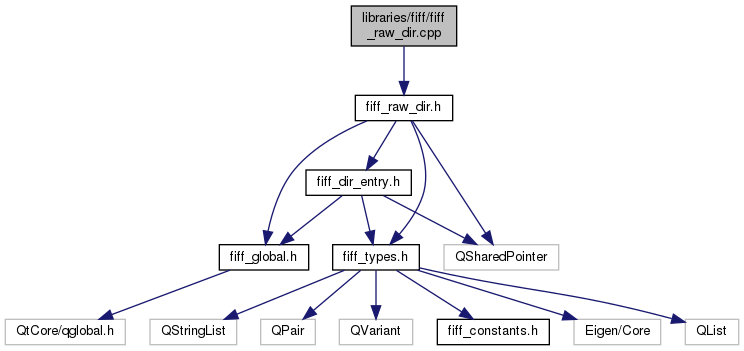 libraries/fiff/fiff
_raw_dir.cpp
fiff_raw_dir.h
fiff_dir_entry.h
fiff_global.h
fiff_types.h
QSharedPointer
QtCore/qglobal.h
QStringList
QPair
QVariant
fiff_constants.h
Eigen/Core
QList